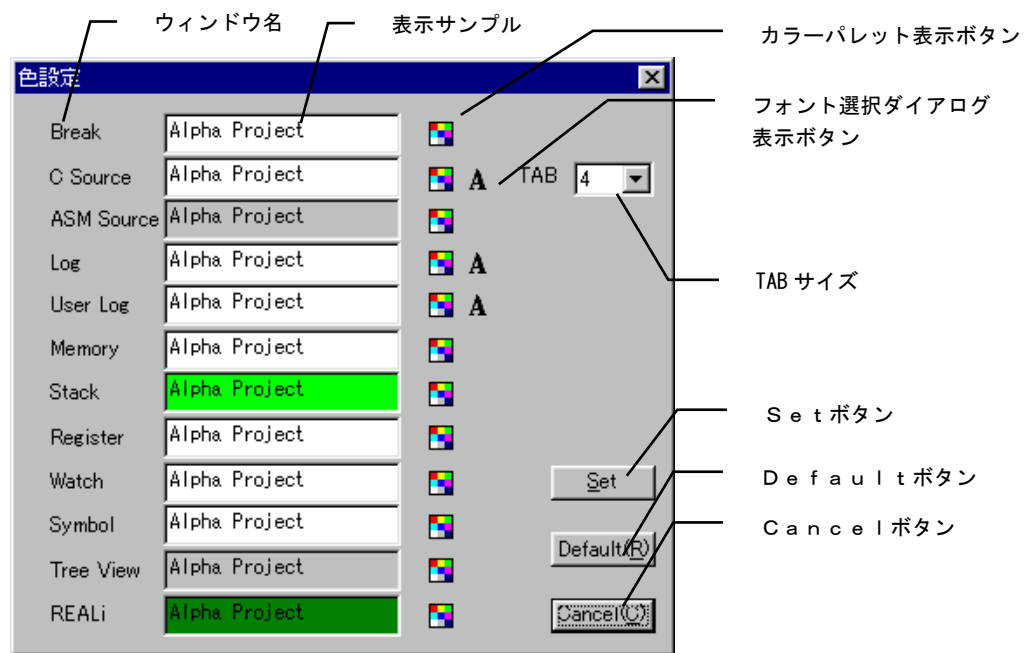 ウィンドウ名
表示サンプル
カラーパレット表示ボタン
色設定
フォント選択ダイアログ
表示ボタン
Break
Alpha Project
C Source
Alpha Project
TAB
4
ASM Source
Alpha Project
Log
Alpha Project
TABサイズ
User Log
Alpha Project
Memory
Alpha Project
Stack
Alpha Project
Ｓｅｔボタン
Register
Alpha Project
Watch
Alpha Project
Set
Ｄｅｆａｕｌｔボタン
Symbol
Alpha Project
Ｃａｎｃｅｌボタン
Default(R)
Tree View
Alpha Project
REALi
Alpha Project
Cancel(C)